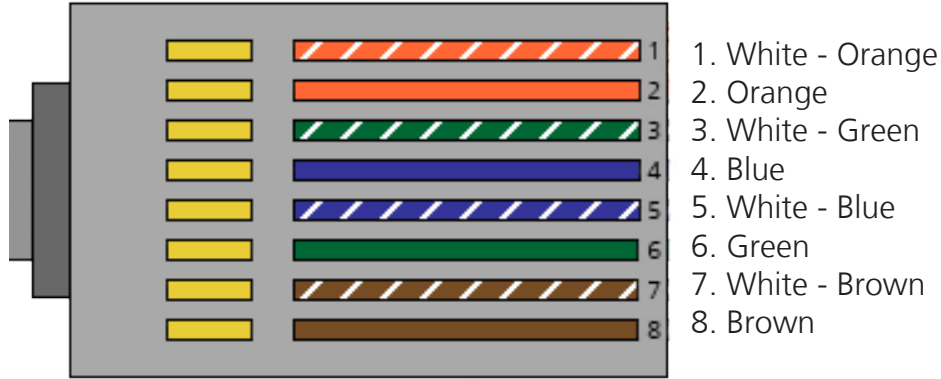 1
2
3
4
5
6
7
8
1. White - Orange
2. Orange
3. White - Green
4. Blue
5. White - Blue
6. Green
7. White - Brown
8. Brown